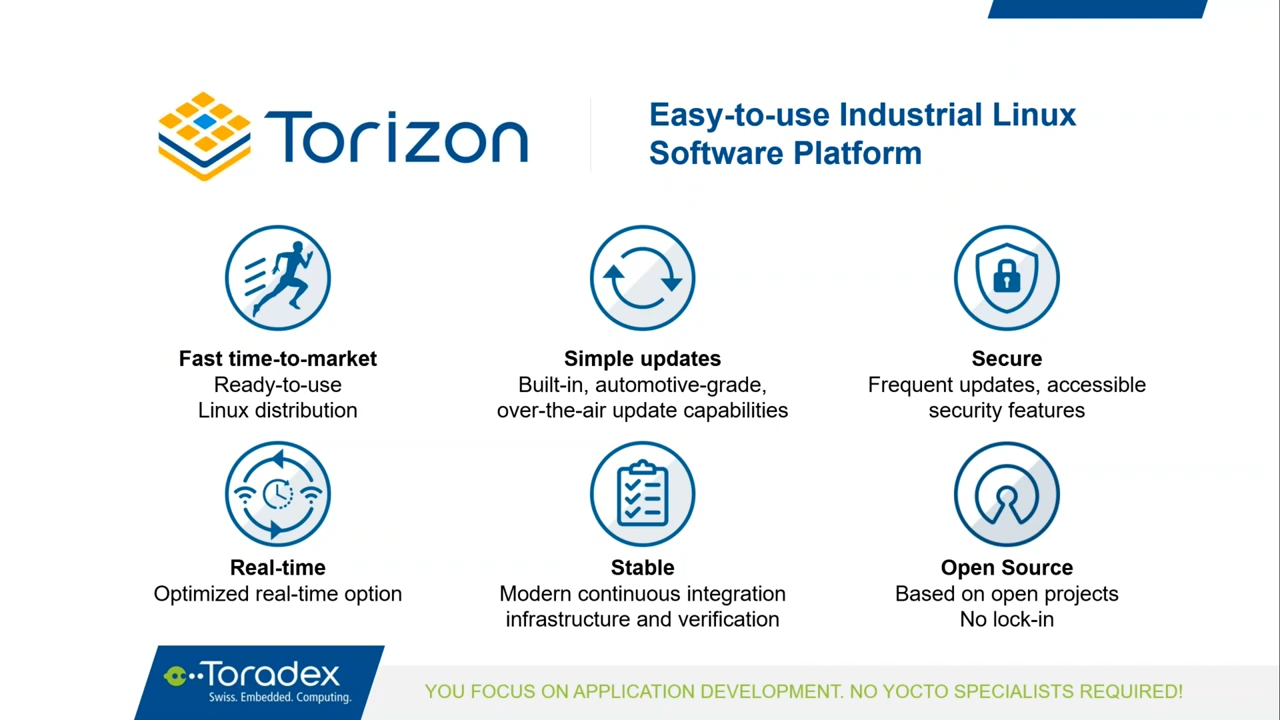 Torizon
Easy-to-use Industrial Linux
Software Platform
Fast time-to-market
Ready-to-use
Linux distribution
Simple updates
Built-in, automotive-grade,
over-the-air update capabilities
Secure
Frequent updates, accessible
security features
Real-time
Optimized real-time option
Stable
Modern continuous integration
infrastructure and verification
Open Source
Based on open projects
No lock-in
Toradex
Swiss. Embedded. Computing.
YOU FOCUS ON APPLICATION DEVELOPMENT. NO YOCTO SPECIALISTS REQUIRED!